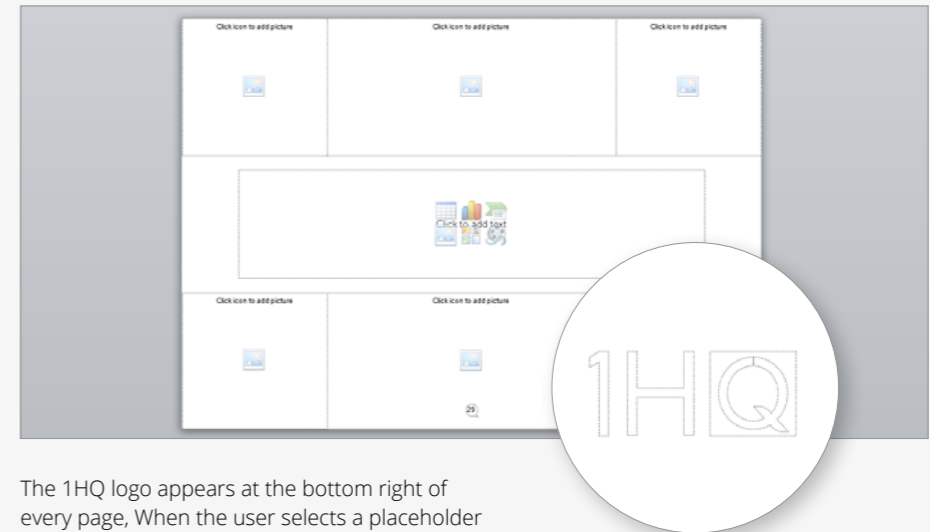 Click icon to add picture
Click icon to add picture
Click icon to add picture
Click to add text
Click icon to add picture
Click icon to add picture
29
1HQ
The 1HQ logo appears at the bottom right of
every page, When the user selects a placeholder